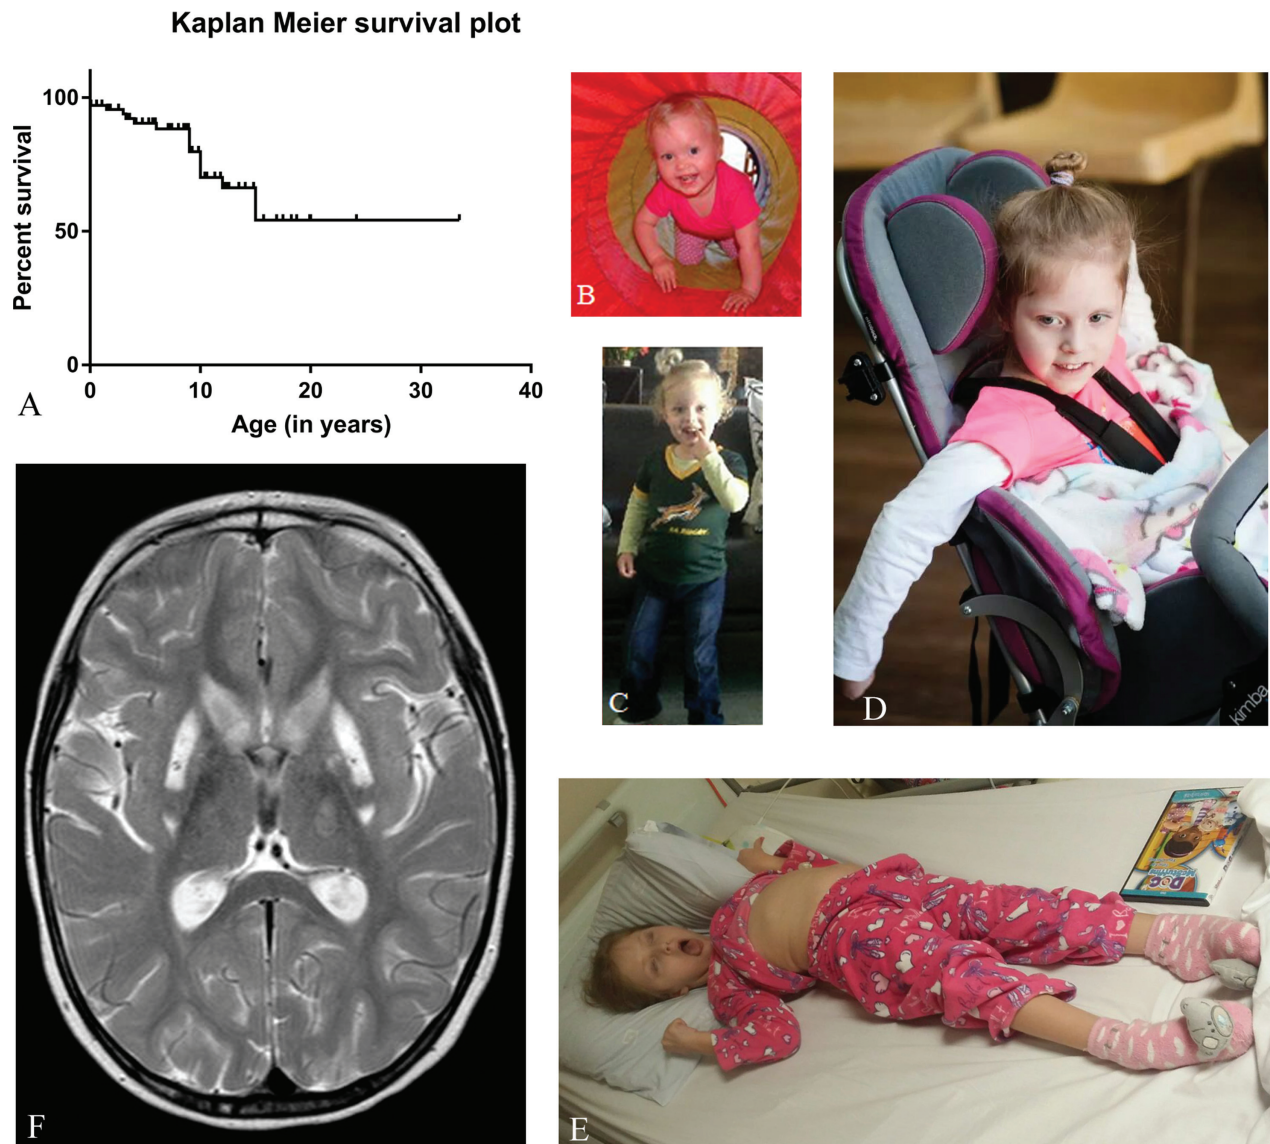 Kaplan Meier survival plot
100
50
0
Percent survival
0 10 20 30 40
Age (in years)
A
B
C
D
kimba
E
F